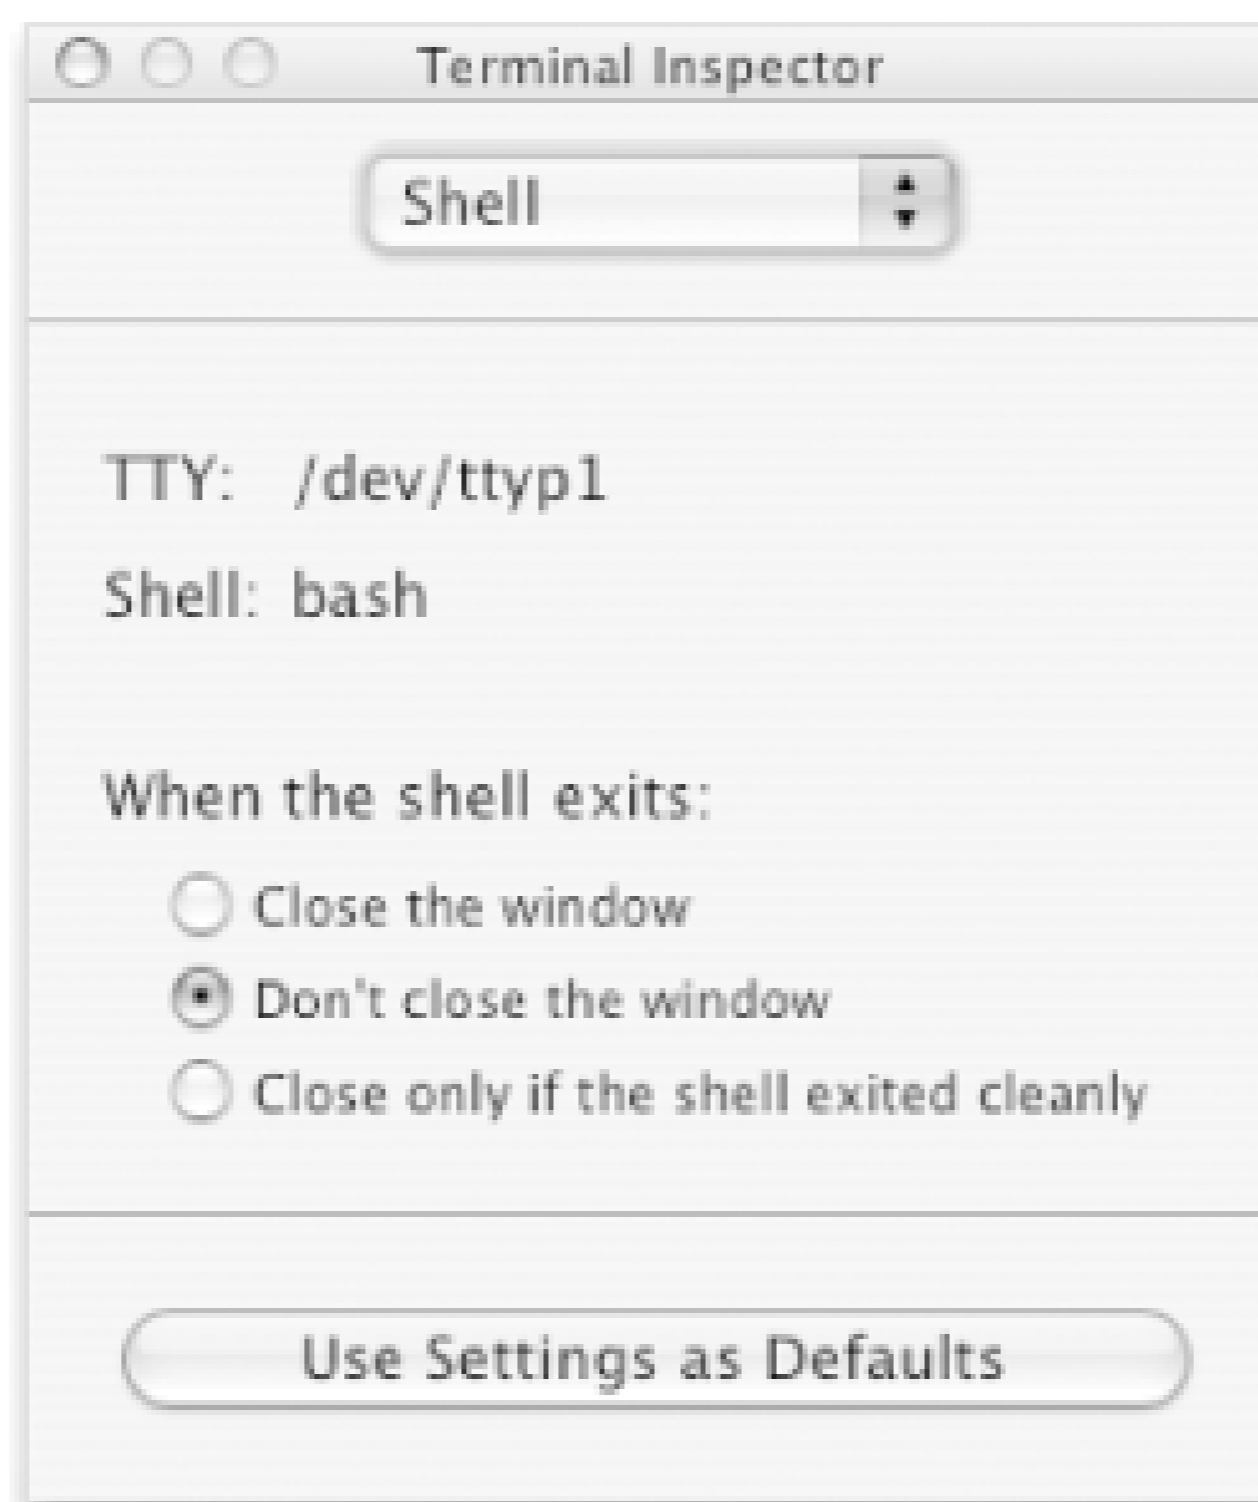 Terminal Inspector
Shell
TTY: /dev/ttyp1
Shell: bash
When the shell exits:
Close the window
Don't close the window
Close only if the shell exited cleanly
Use Settings as Defaults